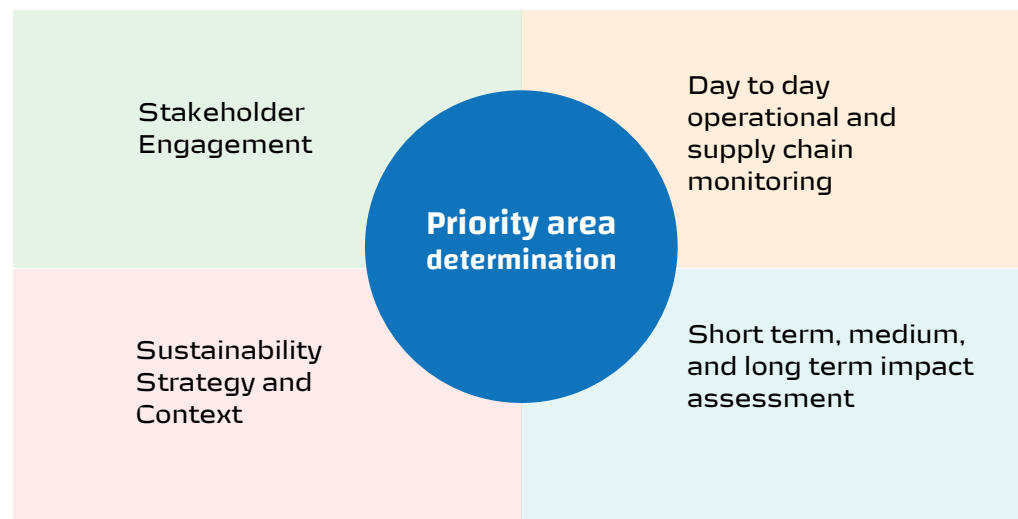 Stakeholder
Engagement
Day to day
operational and
supply chain
monitoring
Priority area
determination
Sustainability
Strategy and
Context
Short term, medium,
and long term impact
assessment